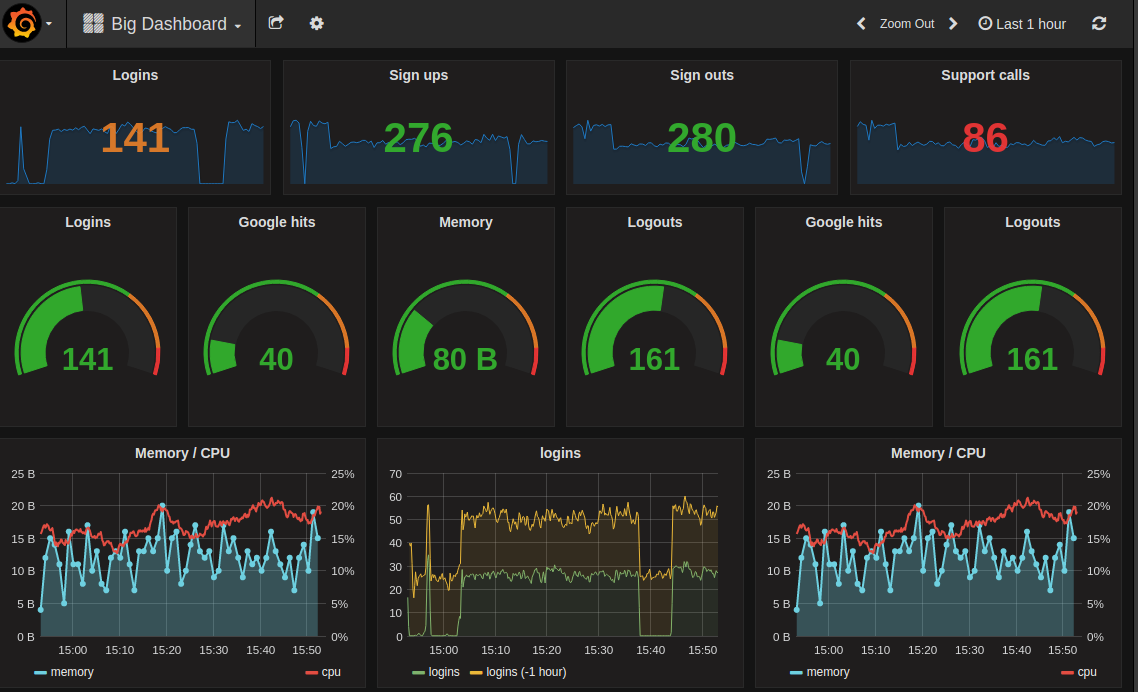 Big Dashboard Zoom Out Last 1 hour
Logins Sign ups Sign outs Support calls
141 276 280 86
Logins Google hits Memory Logouts Google hits Logouts
141 40 80 B 161 40 161
Memory / CPU
25 B 25%
20 B 20%
15 B 15%
10 B 10%
5 B 5%
0 B 0%
15:00 15:10 15:20 15:30 15:40 15:50
memory cpu
logins
70
60
50
40
30
20
10
0
15:00 15:10 15:20 15:30 15:40 15:50
logins logins (-1 hour)
Memory / CPU
25 B 25%
20 B 20%
15 B 15%
10 B 10%
5 B 5%
0 B 0%
15:00 15:10 15:20 15:30 15:40 15:50
memory cpu